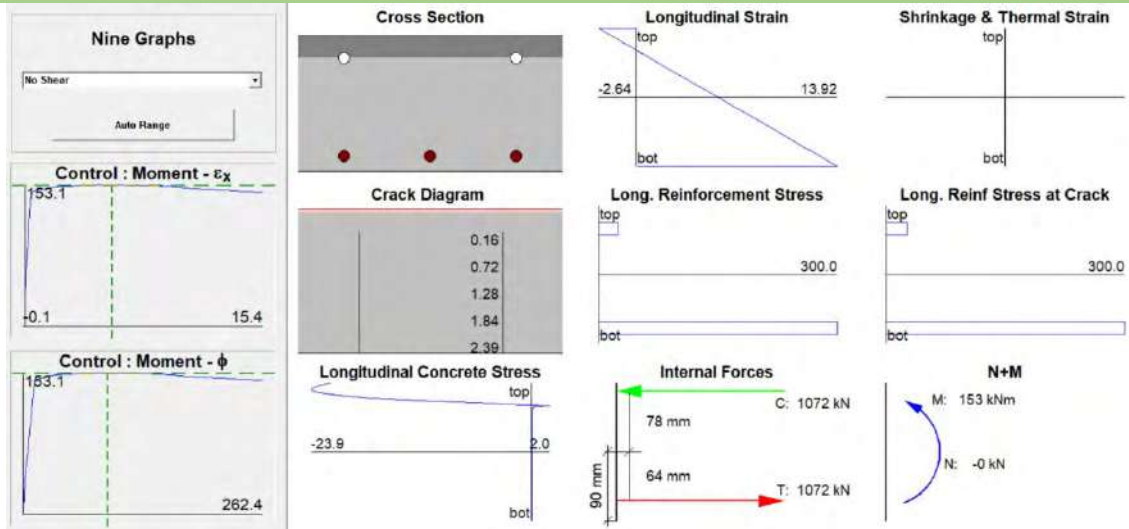 Nine Graphs
No Shear
Auto Range
Control : Moment - εx
153.1
-0.1
15.4
Control : Moment - ϕ
153.1
262.4
Cross Section
Crack Diagram
0.16
0.72
1.28
1.84
2.39
Longitudinal Concrete Stress
top
-23.9
2.0
bot
Longitudinal Strain
top
-2.64
13.92
bot
Long. Reinforcement Stress
top
300.0
bot
Internal Forces
C: 1072 kN
78 mm
64 mm
90 mm
T: 1072 kN
Shrinkage & Thermal Strain
top
bot
Long. Reinf Stress at Crack
top
300.0
bot
N+M
M: 153 kNm
N: -0 kN